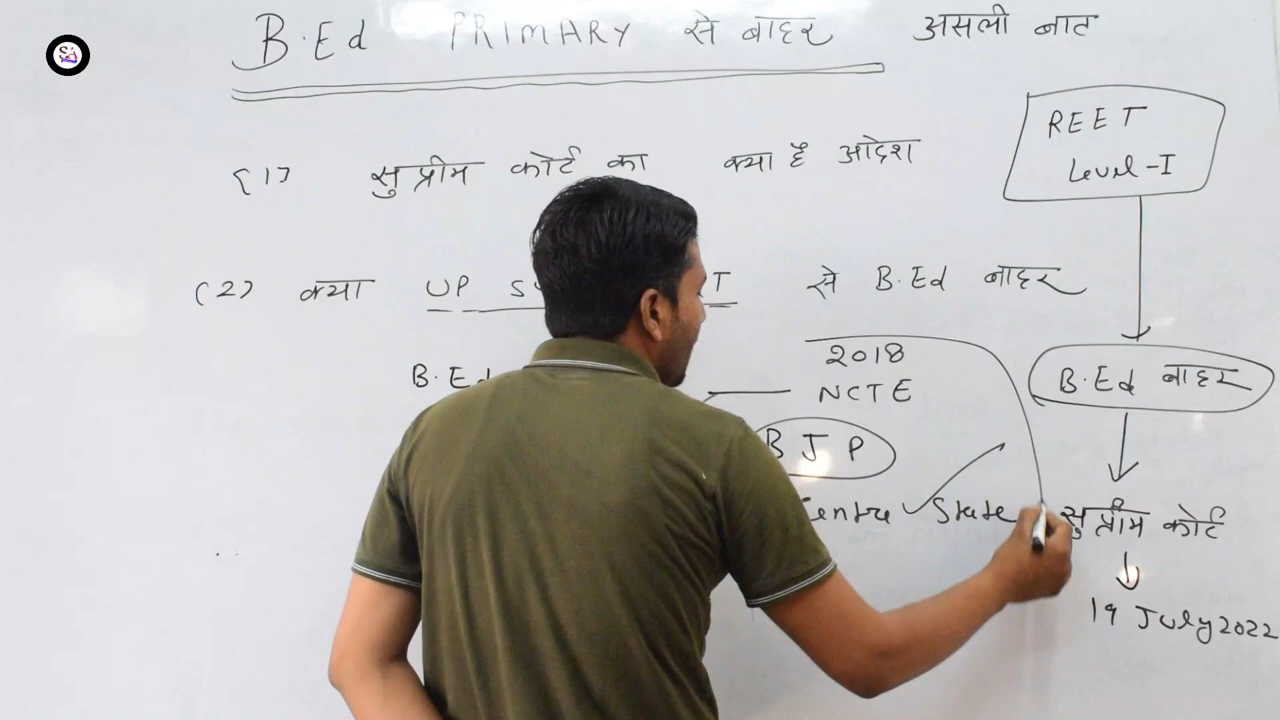 B.Ed PRIMARY से बाहर असली बात
(1) सुप्रीम कोर्ट का क्या है आदेश
(2) क्या UP से B.Ed बाहर
B.Ed
2018
NCTE
BJP
Centre State
REET
Level-I
B.Ed बाहर
सुप्रीम कोर्ट
19 July 2022